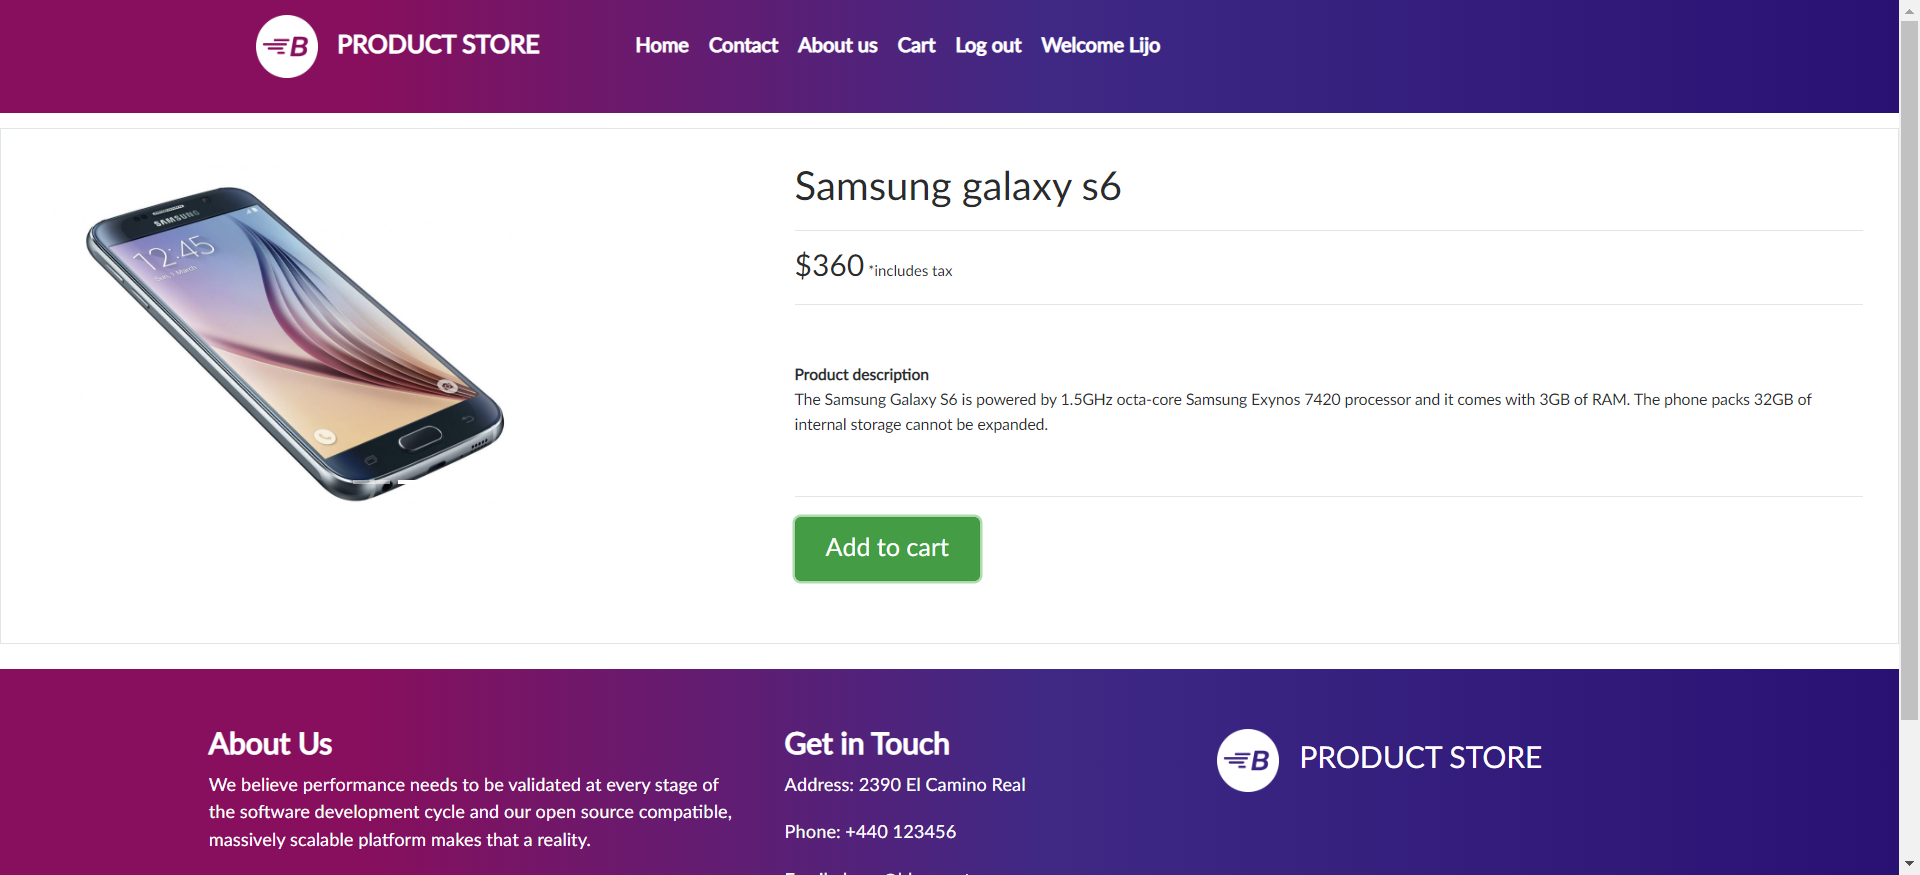 B PRODUCT STORE
Home Contact About us Cart Log out Welcome Lijo
SAMSUNG
12:45
Sun, 1 March
Samsung galaxy s6
$360 *includes tax
Product description
The Samsung Galaxy S6 is powered by 1.5GHz octa-core Samsung Exynos 7420 processor and it comes with 3GB of RAM. The phone packs 32GB of
internal storage cannot be expanded.
Add to cart
About Us
We believe performance needs to be validated at every stage of
the software development cycle and our open source compatible,
massively scalable platform makes that a reality.
Get in Touch
Address: 2390 El Camino Real
Phone: +440 123456
B PRODUCT STORE